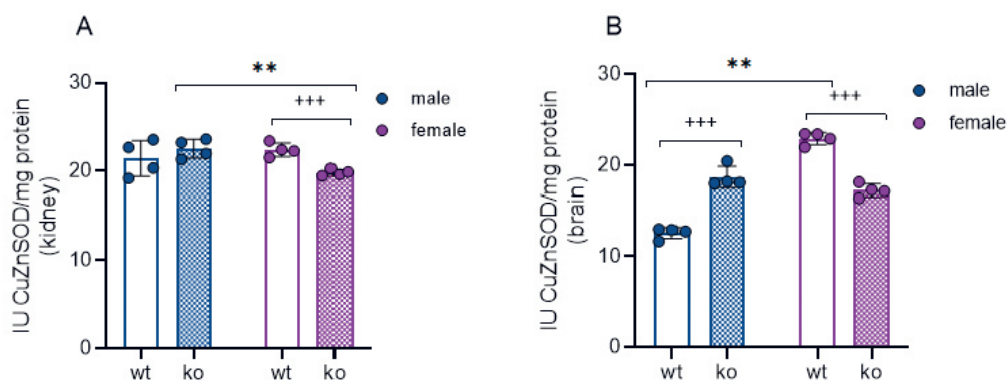 A
IU CuZnSOD/mg protein
(kidney)
30
20
10
0
**
+++
male
female
wt
ko
wt
ko
B
IU CuZnSOD/mg protein
(brain)
30
20
10
0
**
+++
+++
male
female
wt
ko
wt
ko